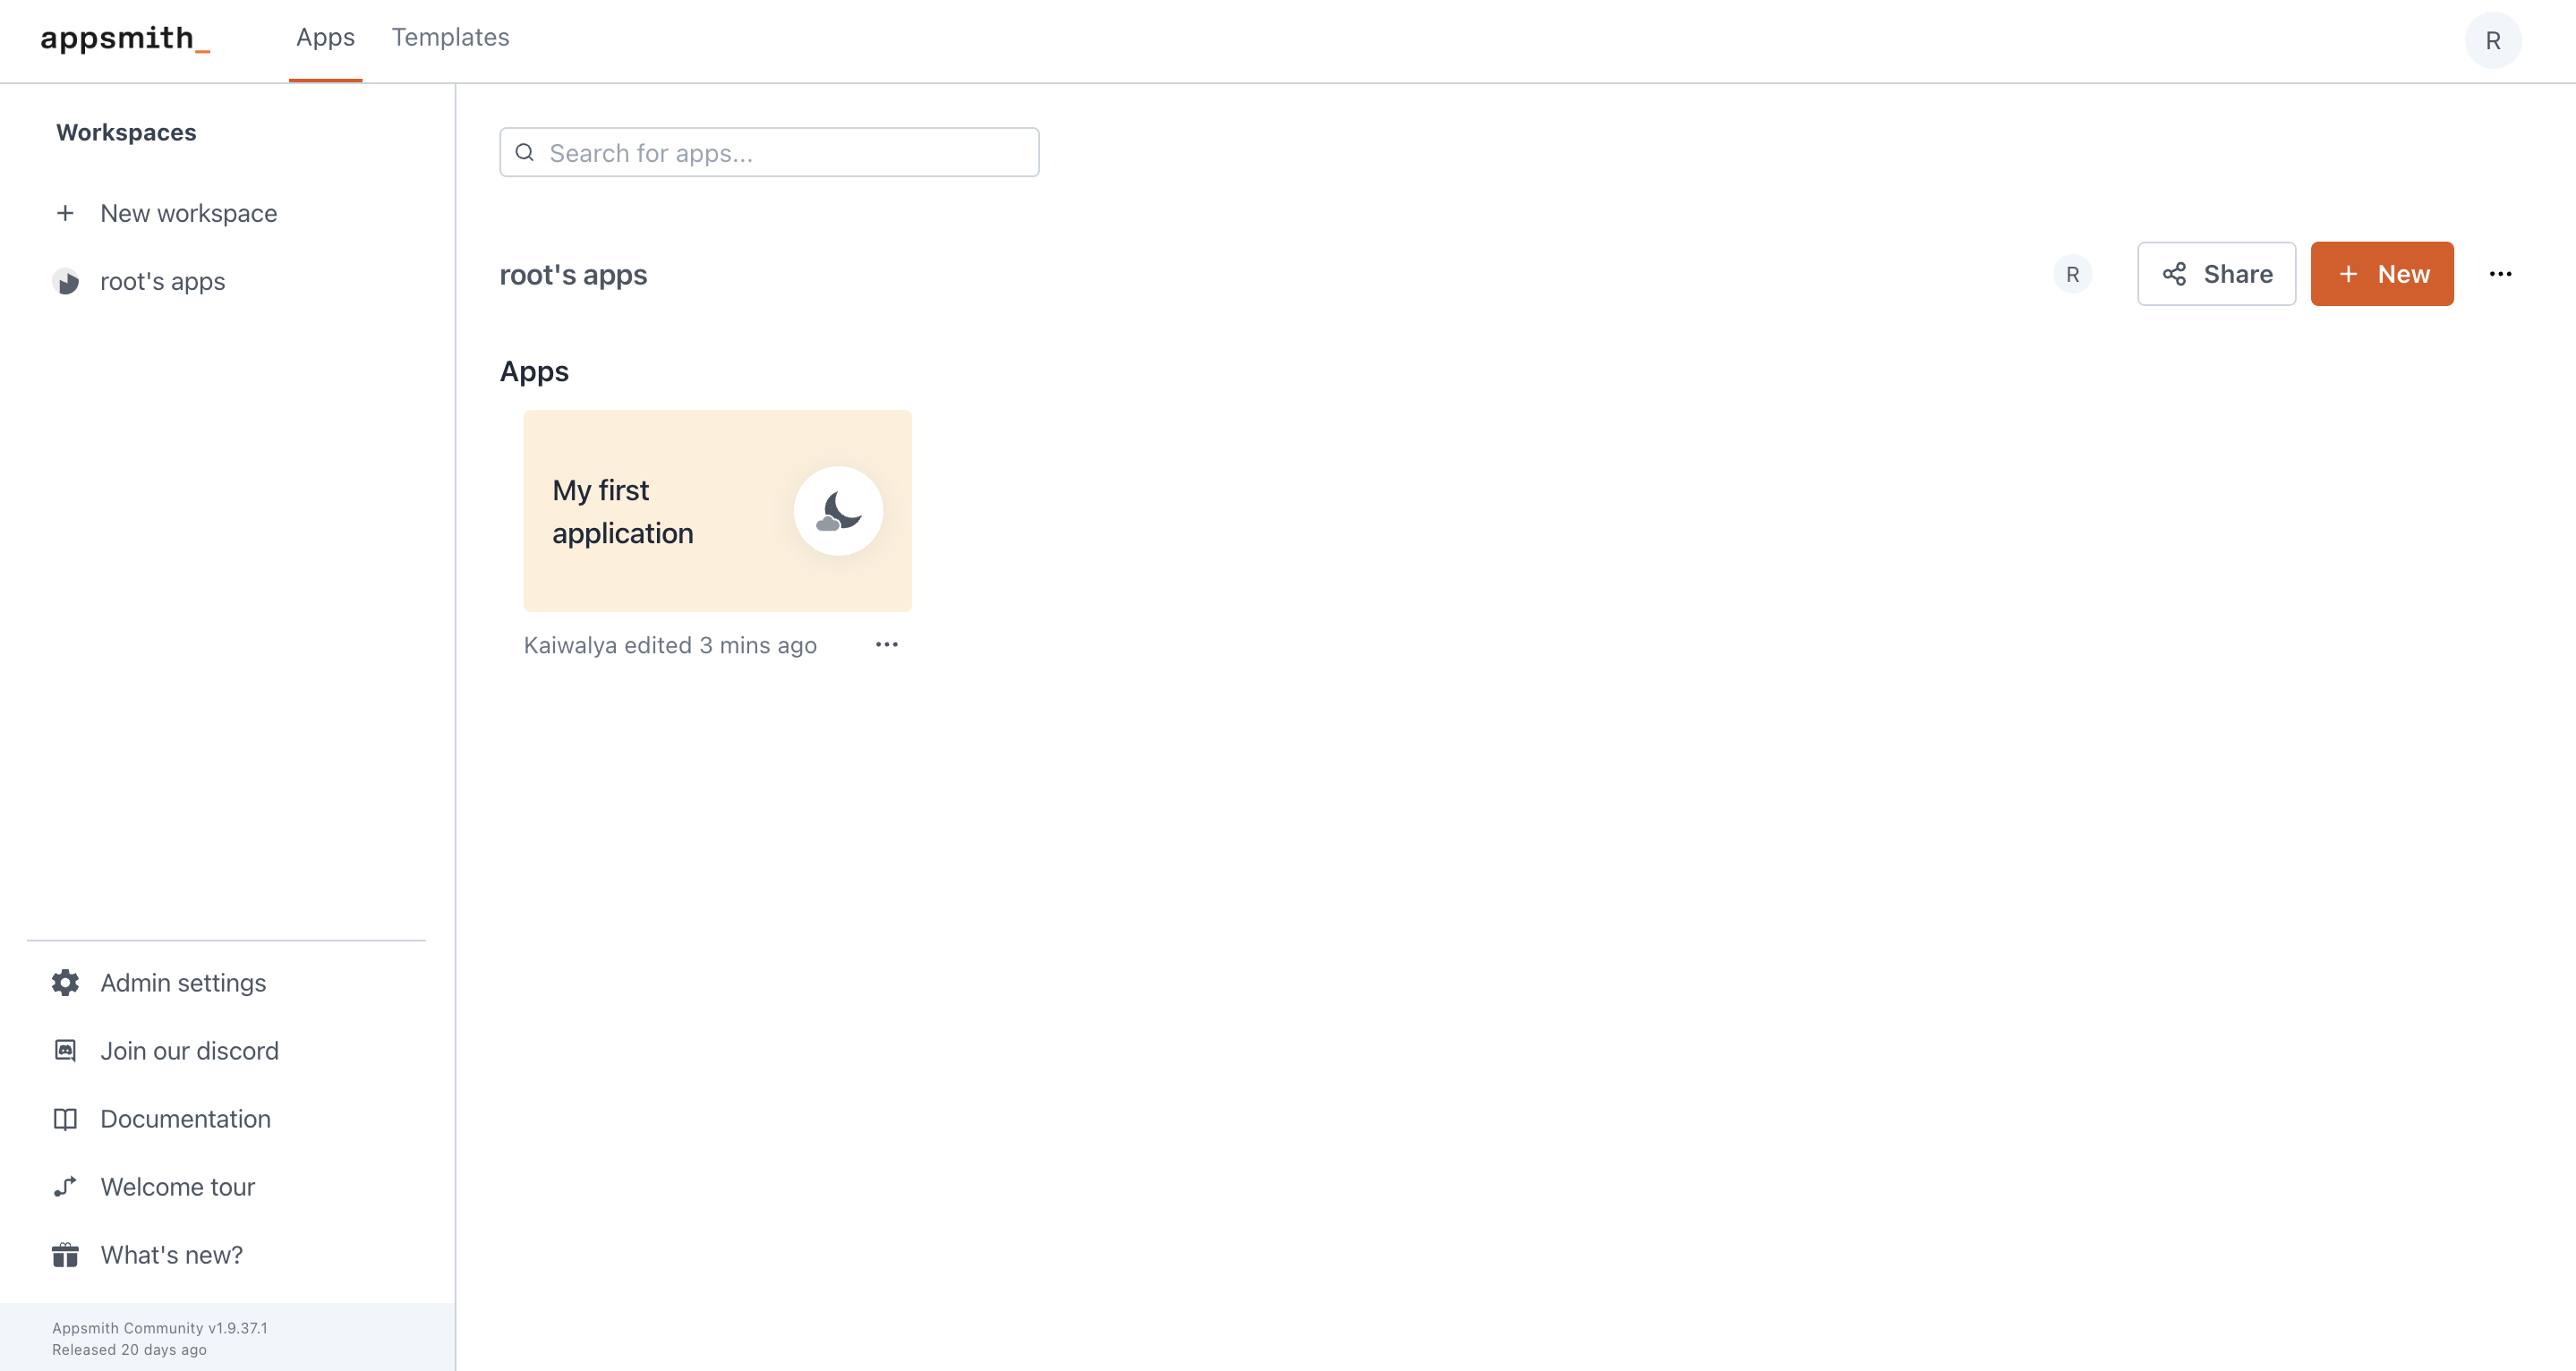 appsmith_
Apps
Templates
R
Workspaces
New workspace
root's apps
Search for apps...
root's apps
R
Share
New
Apps
My first
application
Kaiwalya edited 3 mins ago
Admin settings
Join our discord
Documentation
Welcome tour
What's new?
Appsmith Community v1.9.37.1
Released 20 days ago